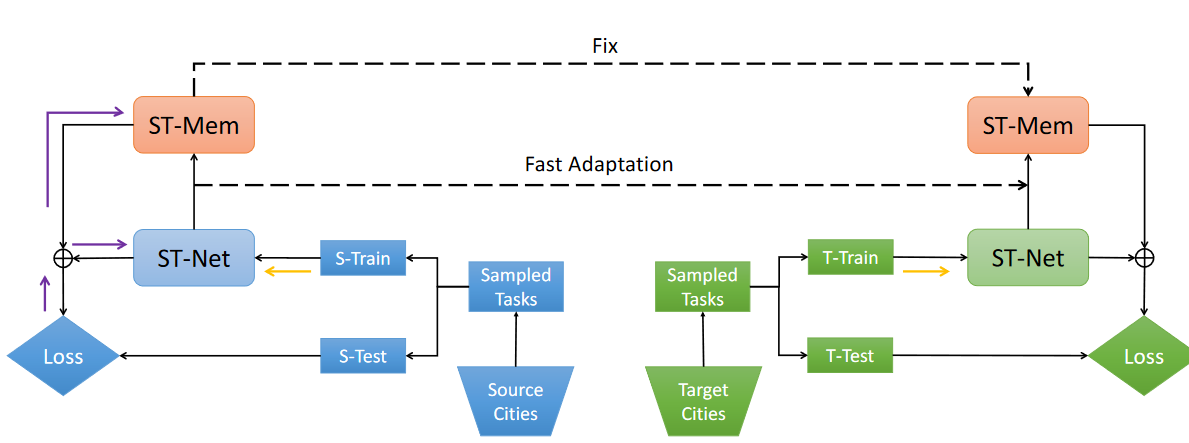 Fix
ST-Mem
ST-Mem
Fast Adaptation
ST-Net
S-Train
Sampled
Tasks
Sampled
Tasks
T-Train
ST-Net
Loss
S-Test
T-Test
Loss
Source
Cities
Target
Cities